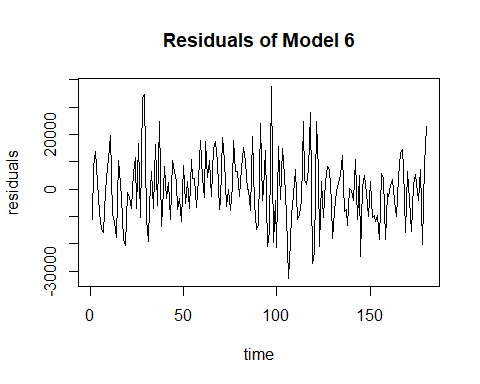 Residuals of Model 6
residuals
20000
0
-30000
0 50 100 150
time